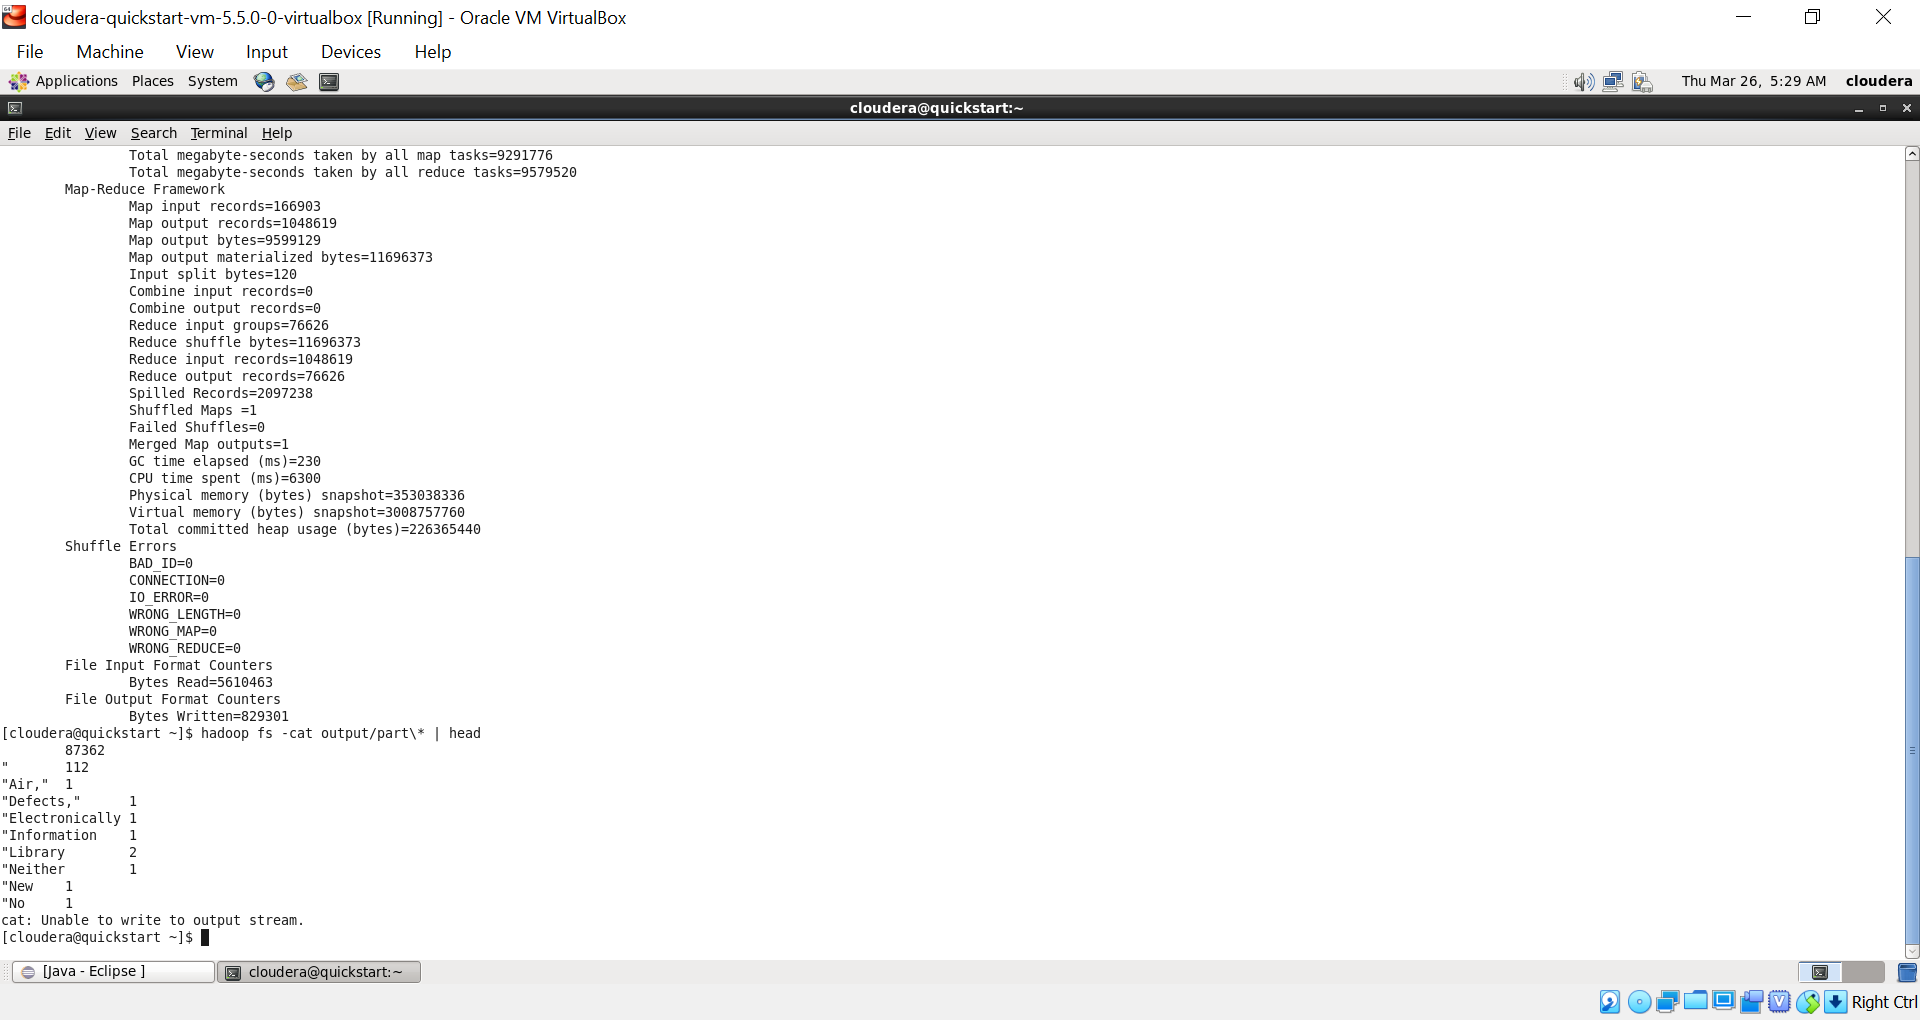 64
cloudera-quickstart-vm-5.5.0-0-virtualbox [Running] - Oracle VM VirtualBox
File Machine View Input Devices Help
Applications Places System Thu Mar 26, 5:29 AM cloudera
cloudera@quickstart:~
File Edit View Search Terminal Help
Total megabyte-seconds taken by all map tasks=9291776
Total megabyte-seconds taken by all reduce tasks=9579520
Map-Reduce Framework
Map input records=166903
Map output records=1048619
Map output bytes=9599129
Map output materialized bytes=11696373
Input split bytes=120
Combine input records=0
Combine output records=0
Reduce input groups=76626
Reduce shuffle bytes=11696373
Reduce input records=1048619
Reduce output records=76626
Spilled Records=2097238
Shuffled Maps =1
Failed Shuffles=0
Merged Map outputs=1
GC time elapsed (ms)=230
CPU time spent (ms)=6300
Physical memory (bytes) snapshot=353038336
Virtual memory (bytes) snapshot=3008757760
Total committed heap usage (bytes)=226365440
Shuffle Errors
BAD_ID=0
CONNECTION=0
IO_ERROR=0
WRONG_LENGTH=0
WRONG_MAP=0
WRONG_REDUCE=0
File Input Format Counters
Bytes Read=5610463
File Output Format Counters
Bytes Written=829301
[cloudera@quickstart ~]$ hadoop fs -cat output/part\* | head
87362
" 112
"Air," 1
"Defects," 1
"Electronically 1
"Information 1
"Library 2
"Neither 1
"New 1
"No 1
cat: Unable to write to output stream.
[cloudera@quickstart ~]$
[Java - Eclipse ] cloudera@quickstart:~
Right Ctrl